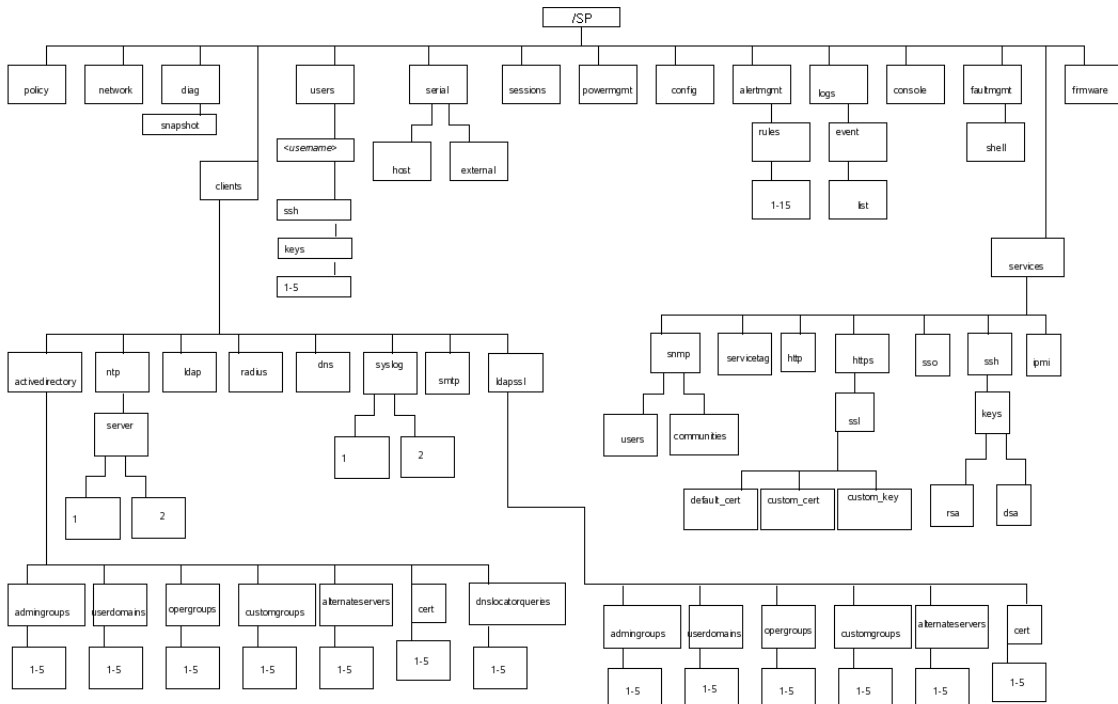 /SP
policy
network
diag
users
serial
sessions
powermgmt
config
alertmgmt
logs
console
faultmgmt
firmware
snapshot
<username>
rules
event
shell
host
external
clients
ssh
1-15
list
keys
1-5
services
activedirectory
ntp
ldap
radius
dns
syslog
smtp
ldapssl
snmp
servicetag
http
https
sso
ssh
ipmi
server
1
2
users
communities
ssl
keys
1
2
default_cert
custom_cert
custom_key
rsa
dsa
admingroups
userdomains
opergroups
customgroups
alternateservers
cert
dnslocatorqueries
1-5
1-5
1-5
1-5
1-5
1-5
1-5
admingroups
userdomains
opergroups
customgroups
alternateservers
cert
1-5
1-5
1-5
1-5
1-5
1-5